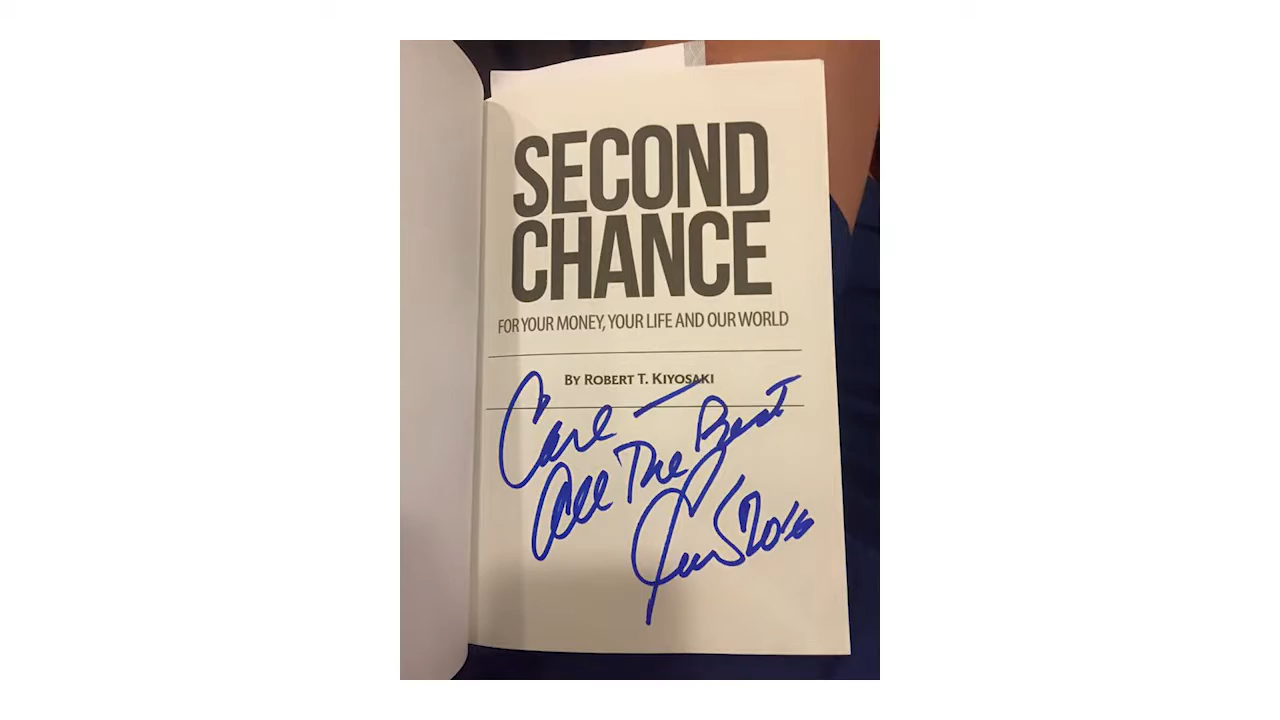 SECOND
CHANCE
FOR YOUR MONEY, YOUR LIFE AND OUR WORLD
BY ROBERT T. KIYOSAKI
Carl —
All The Best
2016